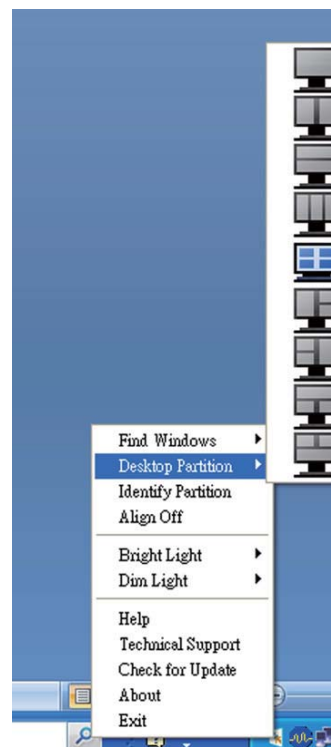 Find Windows
Desktop Partition
Identify Partition
Align Off
Bright Light
Dim Light
Help
Technical Support
Check for Update
About
Exit